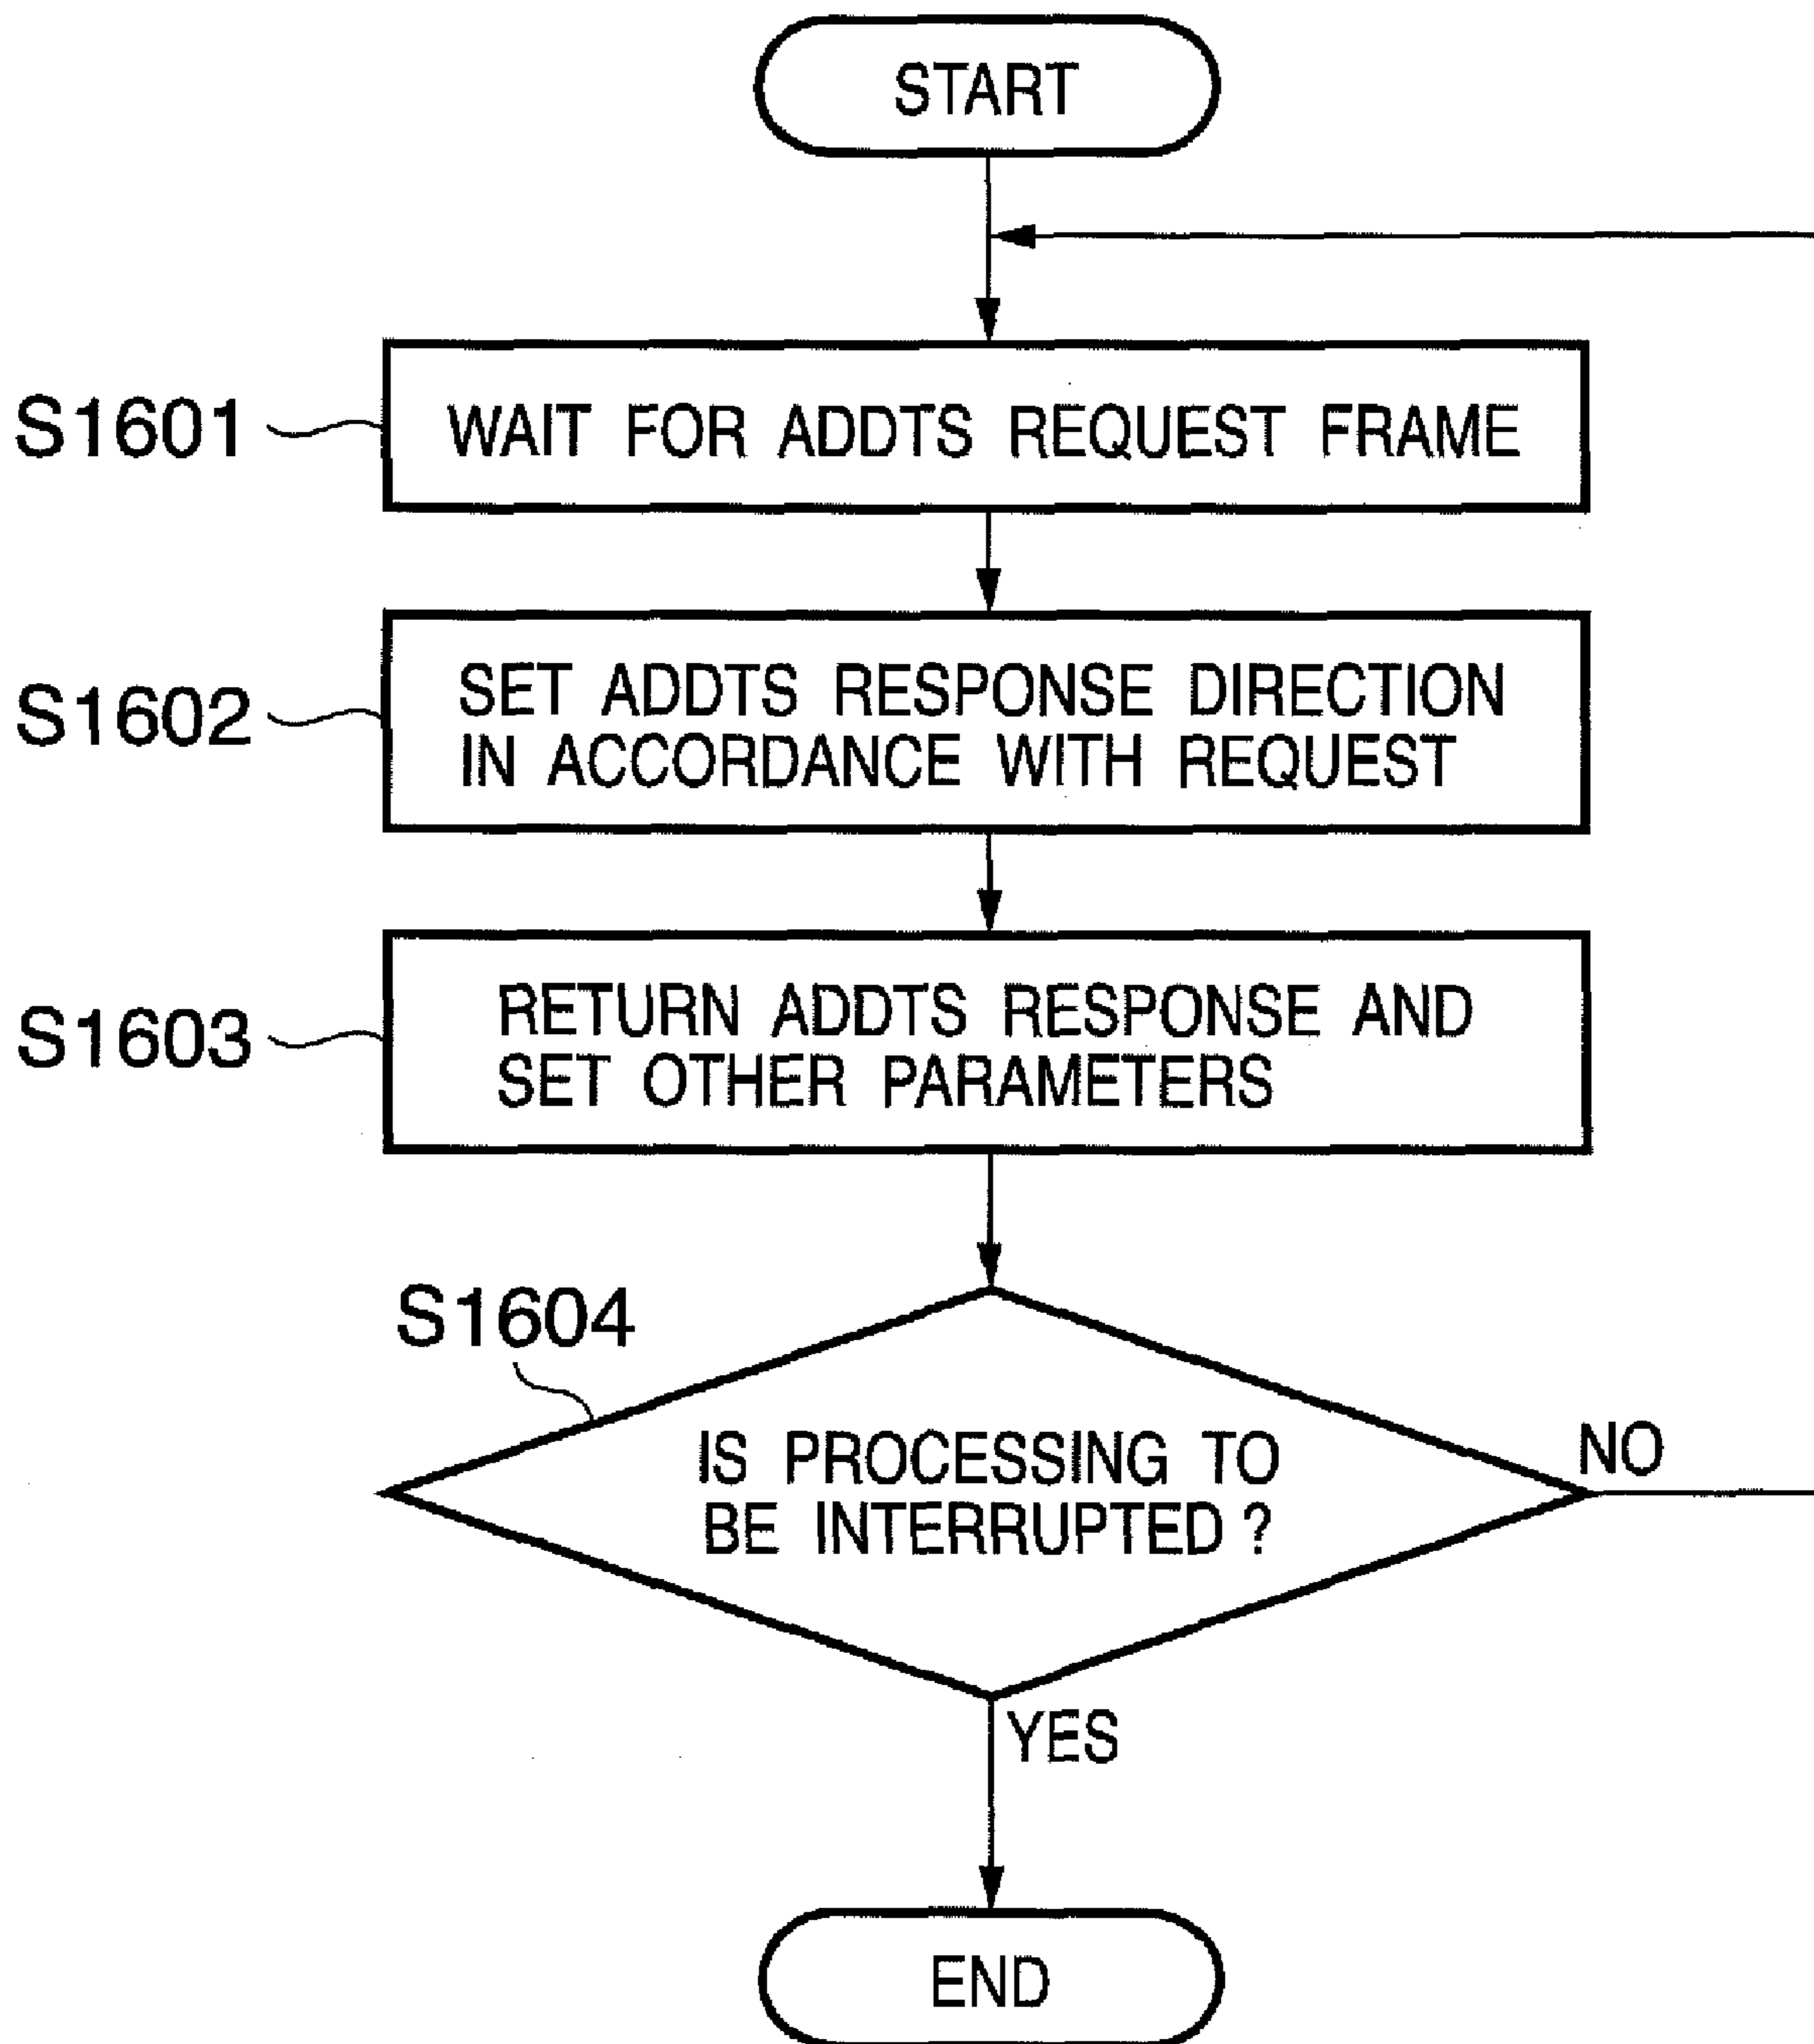 START
S1601
WAIT FOR ADDTS REQUEST FRAME
S1602
SET ADDTS RESPONSE DIRECTION
IN ACCORDANCE WITH REQUEST
S1603
RETURN ADDTS RESPONSE AND
SET OTHER PARAMETERS
S1604
IS PROCESSING TO
BE INTERRUPTED ?
NO
YES
END